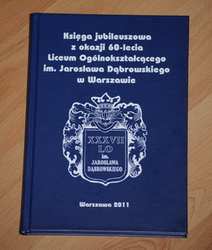 Księga jubileuszowa
z okazji 60-lecia
Liceum Ogólnokształcącego
im. Jarosława Dąbrowskiego
w Warszawie
XXXVII
LO
im.
JAROSŁAWA
DĄBROWSKIEGO
Warszawa 2011